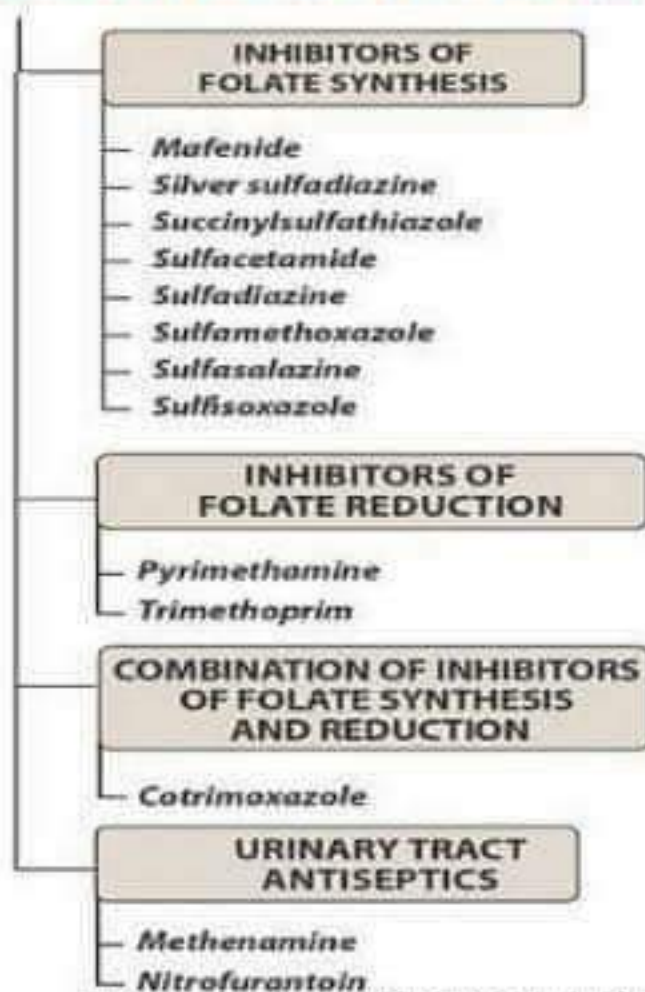 INHIBITORS OF
FOLATE SYNTHESIS
Mafenide
Silver sulfadiazine
Succinylsulfathiazole
Sulfacetamide
Sulfadiazine
Sulfamethoxazole
Sulfasalazine
Sulfisoxazole
INHIBITORS OF
FOLATE REDUCTION
Pyrimethamine
Trimethoprim
COMBINATION OF INHIBITORS
OF FOLATE SYNTHESIS
AND REDUCTION
Cotrimoxazole
URINARY TRACT
ANTISEPTICS
Methenamine
Nitrofurantoin